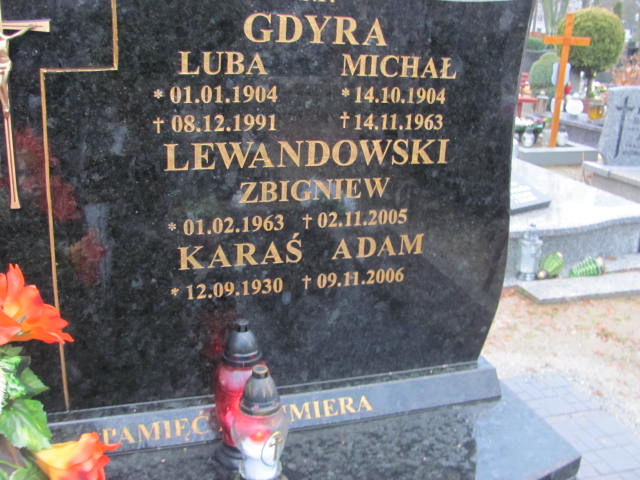 GDYRA
LUBA MICHAŁ
* 01.01.1904 * 14.10.1904
† 08.12.1991 † 14.11.1963
LEWANDOWSKI
ZBIGNIEW
* 01.02.1963 † 02.11.2005
KARAŚ ADAM
* 12.09.1930 † 09.11.2006
PAMIĘĆ